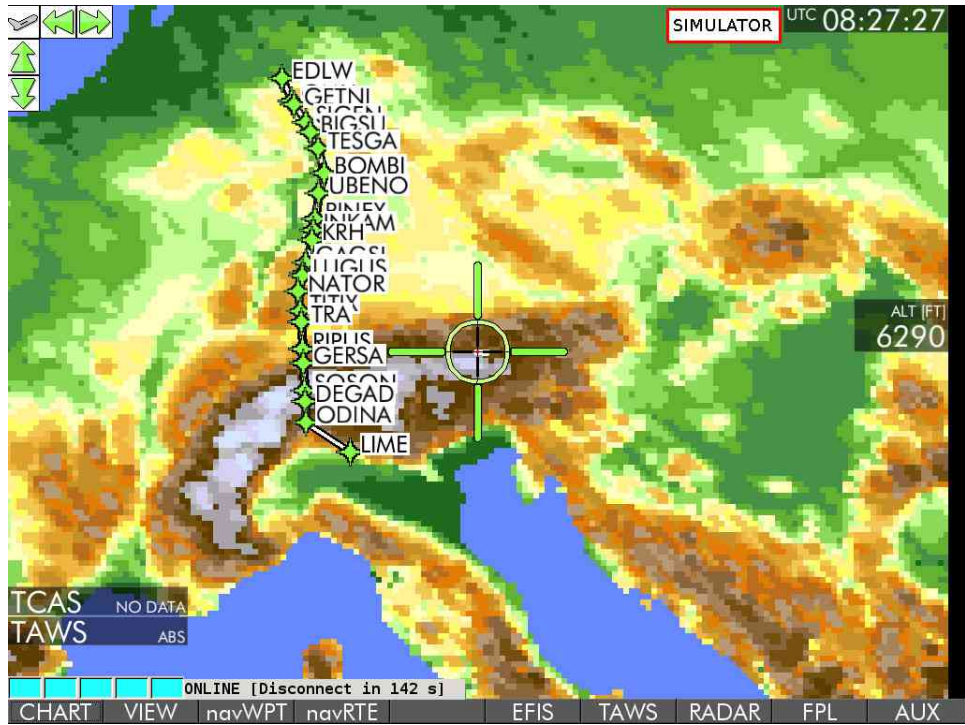 SIMULATOR
UTC 08:27:27
EDLW
GETNI
BIGSU
TESGA
BOMBI
UBENO
KRH
LUGUS
NATOR
TRA
GERSA
DEGAD
ODINA
LIME
ALT [FT]
6290
TCAS NO DATA
TAWS ABS
ONLINE [Disconnect in 142 s]
CHART VIEW navWPT navRTE EFIS TAWS RADAR FPL AUX